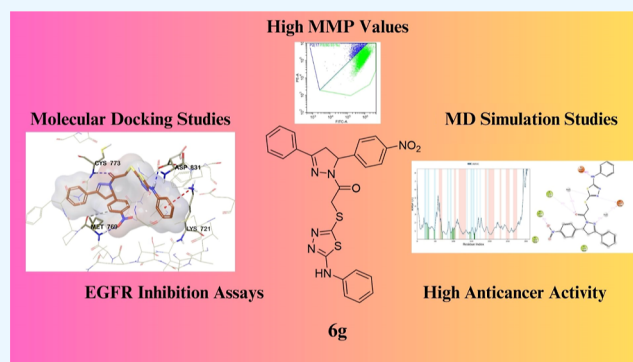 High MMP Values
Molecular Docking Studies
MD Simulation Studies
CYS 773
ASP 831
MET 769
LYS 721
NO2
N
N
O
S
N
N
S
HN
EGFR Inhibition Assays
High Anticancer Activity
6g